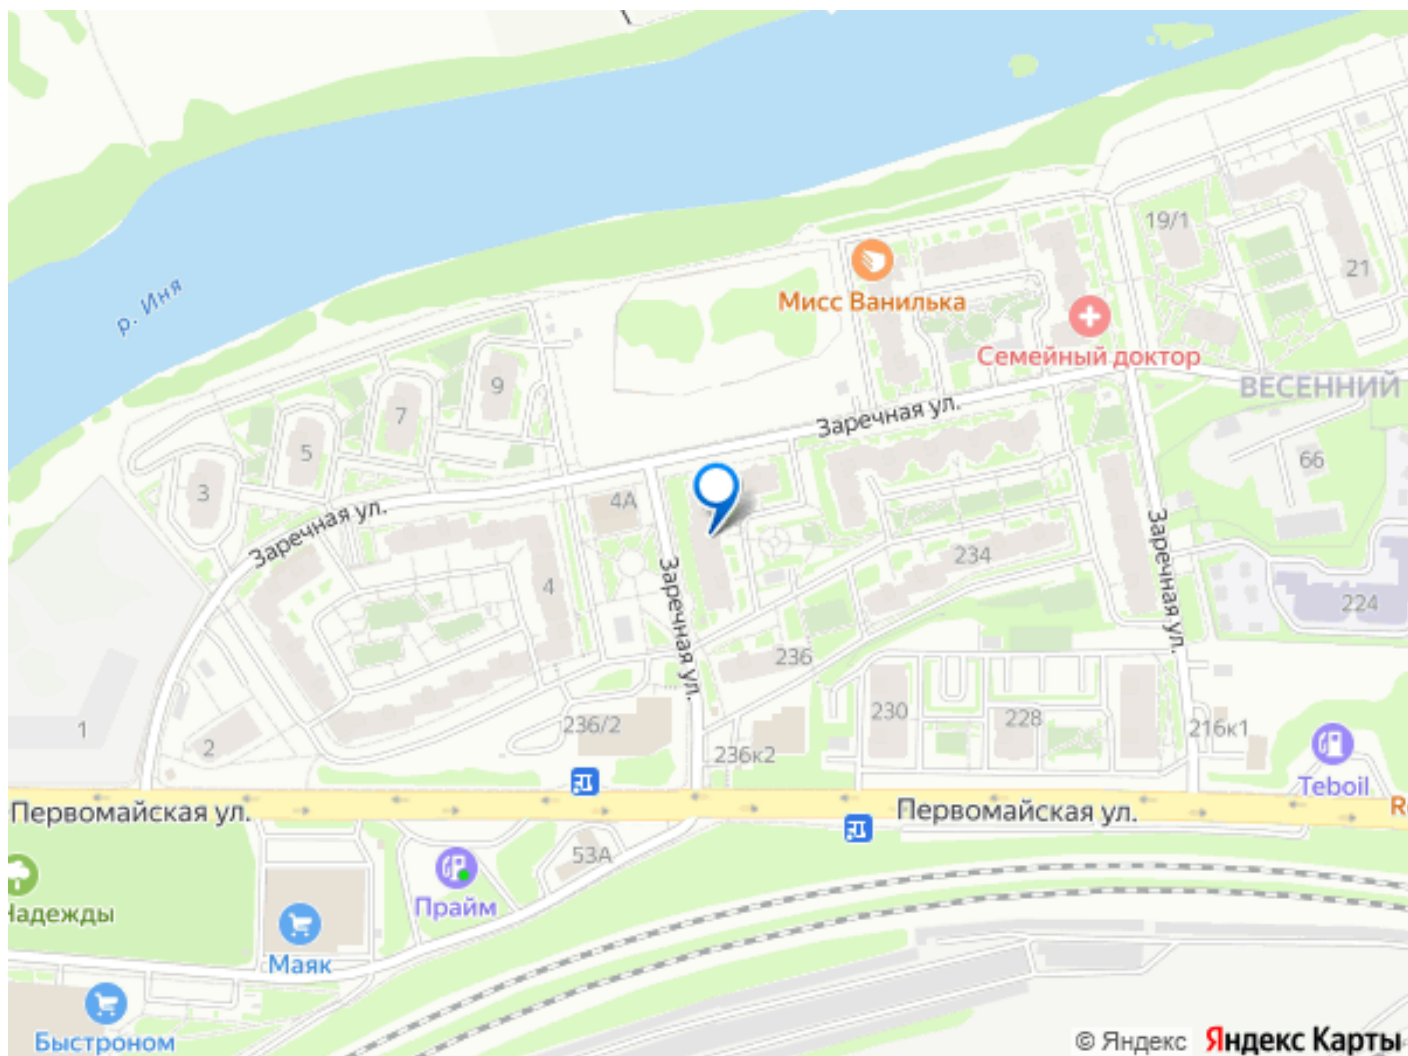 19/1
21
р. Иня
Мисс Ванилька
Семейный доктор
ВЕСЕННИЙ
9
7
5
3
Заречная ул.
66
4А
Заречная ул.
Заречная ул.
Заречная ул.
234
4
224
236
1
2
236/2
236к2
230
228
216к1
Teboil
Первомайская ул.
Первомайская ул.
R
53А
Прайм
Надежды
Маяк
Быстроном
© Яндекс Яндекс Карты